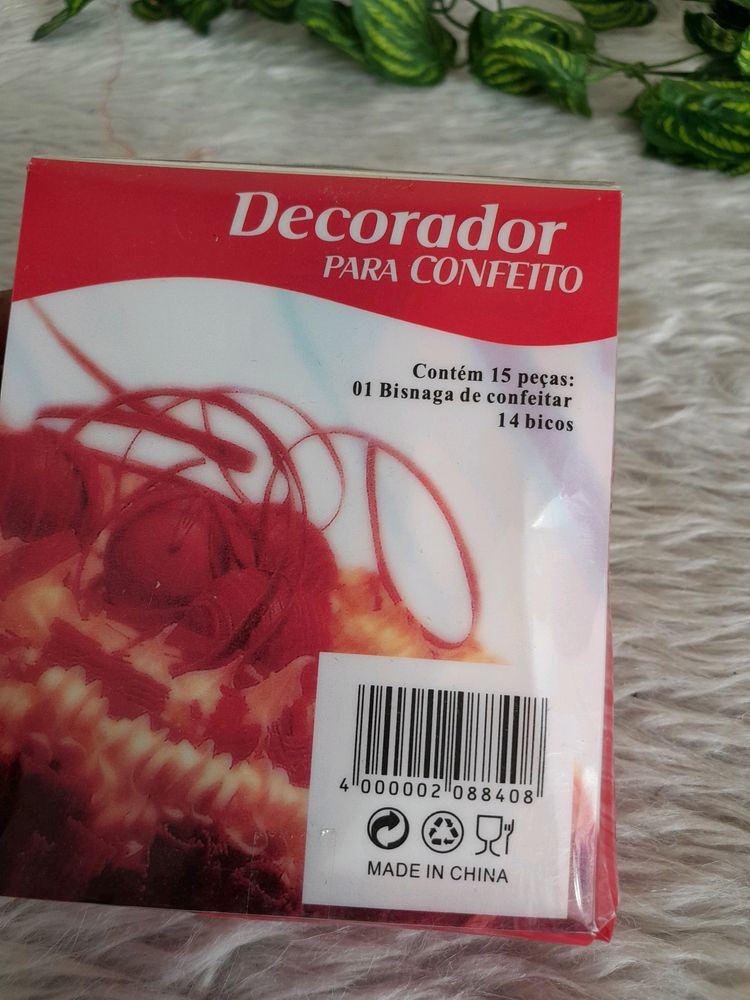 Decorador
PARA CONFEITO
Contém 15 peças:
01 Bisnaga de confeitar
14 bicos
4 000002 088408
MADE IN CHINA